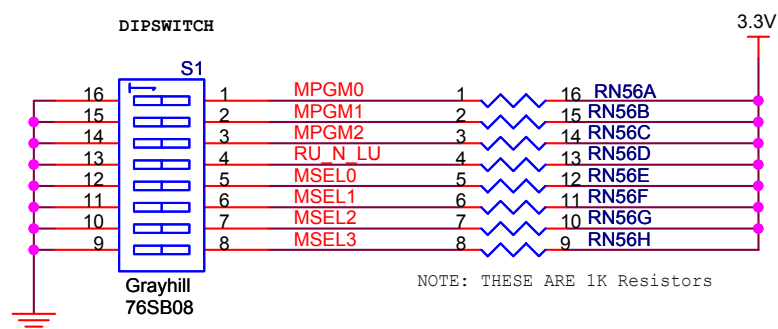 3.3V
DIPSWITCH
S1
16 1 MPGM0 1 16 RN56A
15 2 MPGM1 2 15 RN56B
14 3 MPGM2 3 14 RN56C
13 4 RU_N_LU 4 13 RN56D
12 5 MSEL0 5 12 RN56E
11 6 MSEL1 6 11 RN56F
10 7 MSEL2 7 10 RN56G
9 8 MSEL3 8 9 RN56H
NOTE: THESE ARE 1K Resistors
Grayhill
76SB08